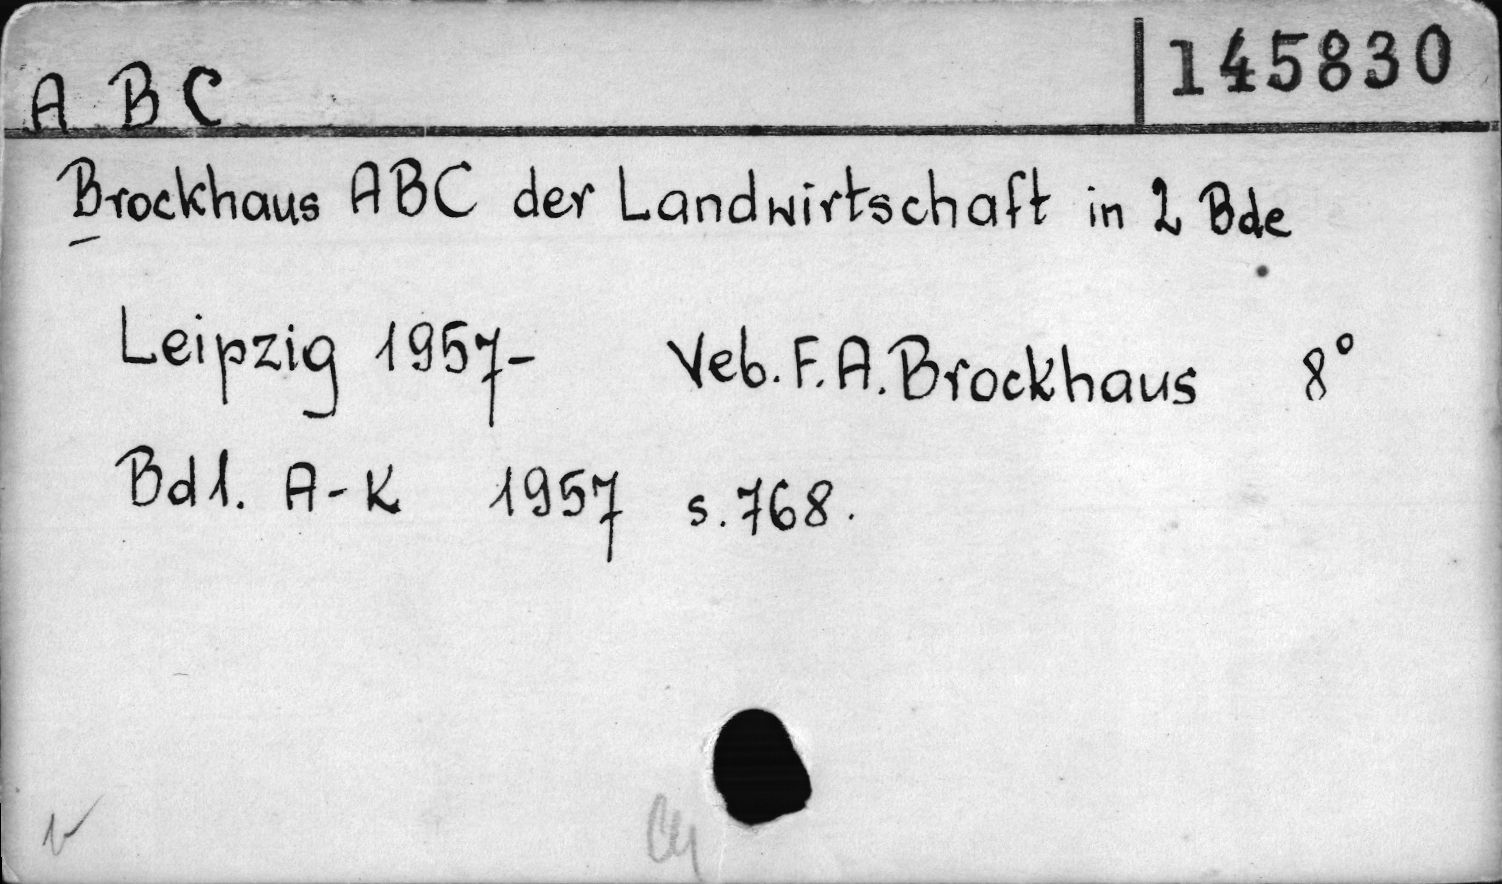 A B C
145830
Brockhaus ABC der Landwirtschaft in 2 Bde
Leipzig 1957- Veb. F. A. Brockhaus 8°
Bd 1. A-K 1957 s. 768.